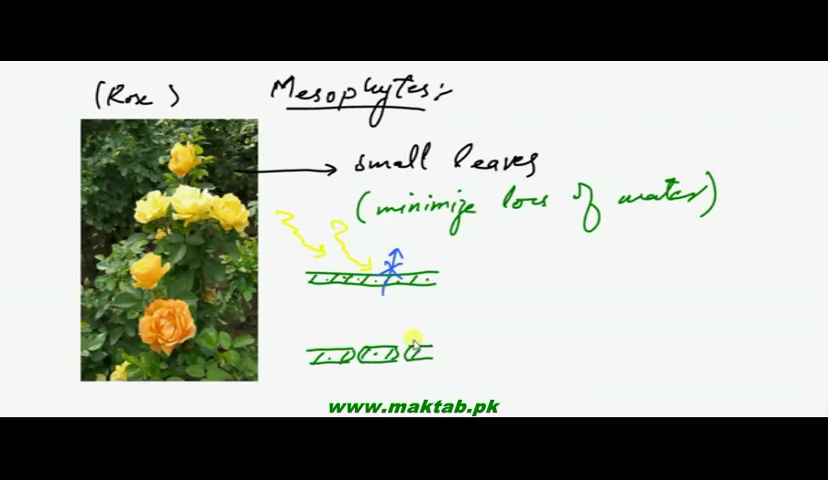 (Rose)
Mesophytes:
small leaves
(minimize loss of water)
www.maktab.pk